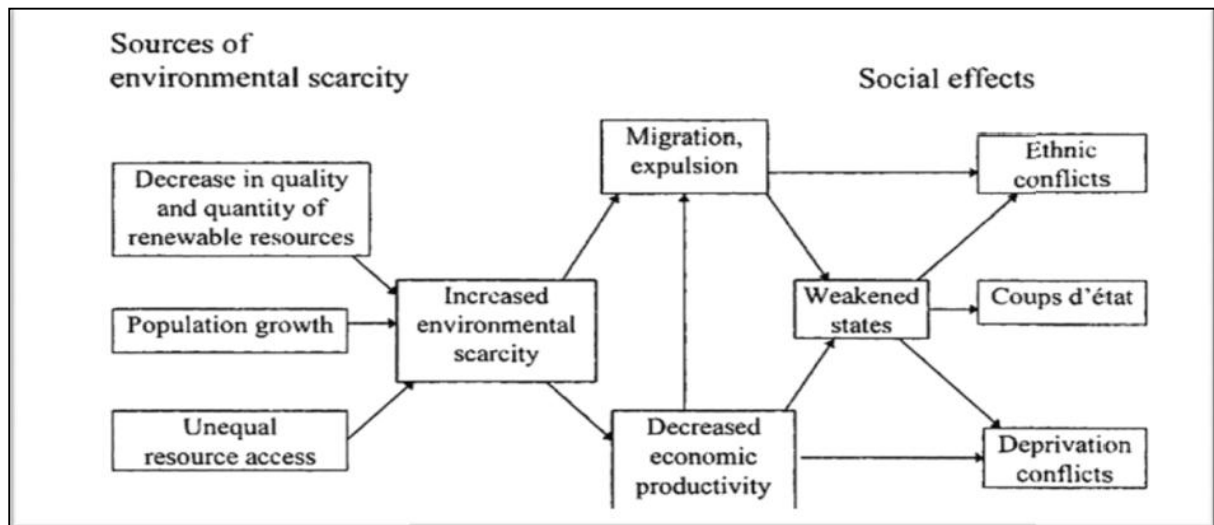 Sources of
environmental scarcity
Social effects
Decrease in quality
and quantity of
renewable resources
Population growth
Unequal
resource access
Increased
environmental
scarcity
Migration,
expulsion
Decreased
economic
productivity
Weakened
states
Ethnic
conflicts
Coups d'état
Deprivation
conflicts